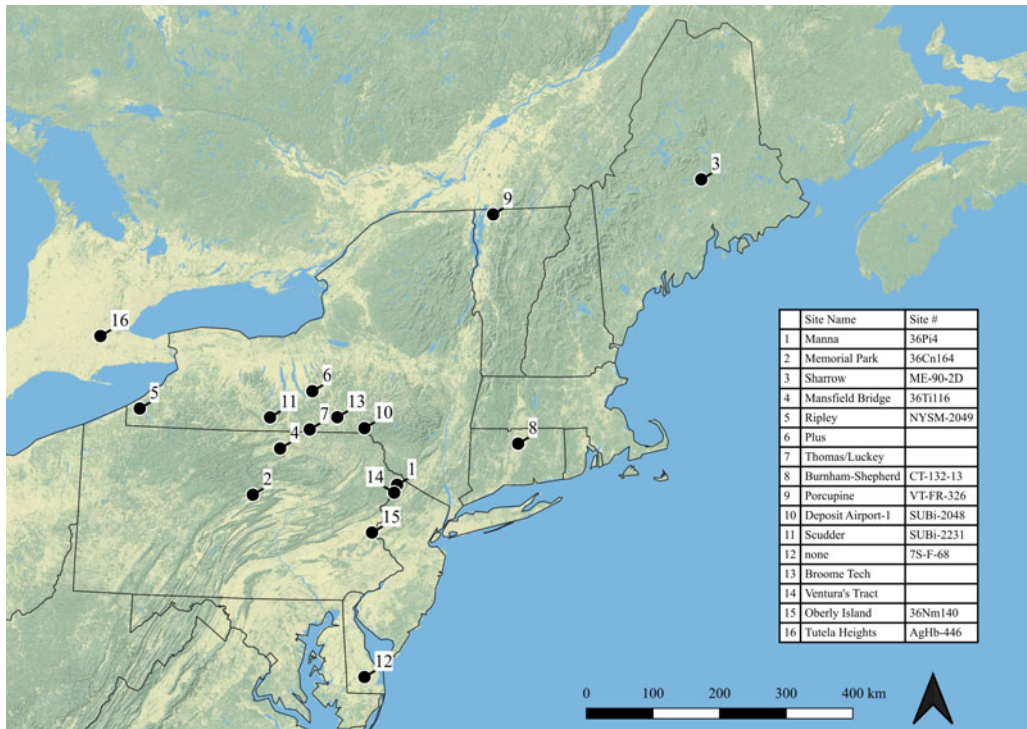 3
9
16
6
5
11
7
13
10
4
8
2
14
1
15
12
Site Name Site #
1 Manna 36Pi4
2 Memorial Park 36Cn164
3 Sharrow ME-90-2D
4 Mansfield Bridge 36Ti116
5 Ripley NYSM-2049
6 Plus
7 Thomas/Luckey
8 Burnham-Shepherd CT-132-13
9 Porcupine VT-FR-326
10 Deposit Airport-1 SUBi-2048
11 Scudder SUBi-2231
12 none 7S-F-68
13 Broome Tech
14 Ventura's Tract
15 Oberly Island 36Nm140
16 Tutela Heights AgHb-446
0 100 200 300 400 km